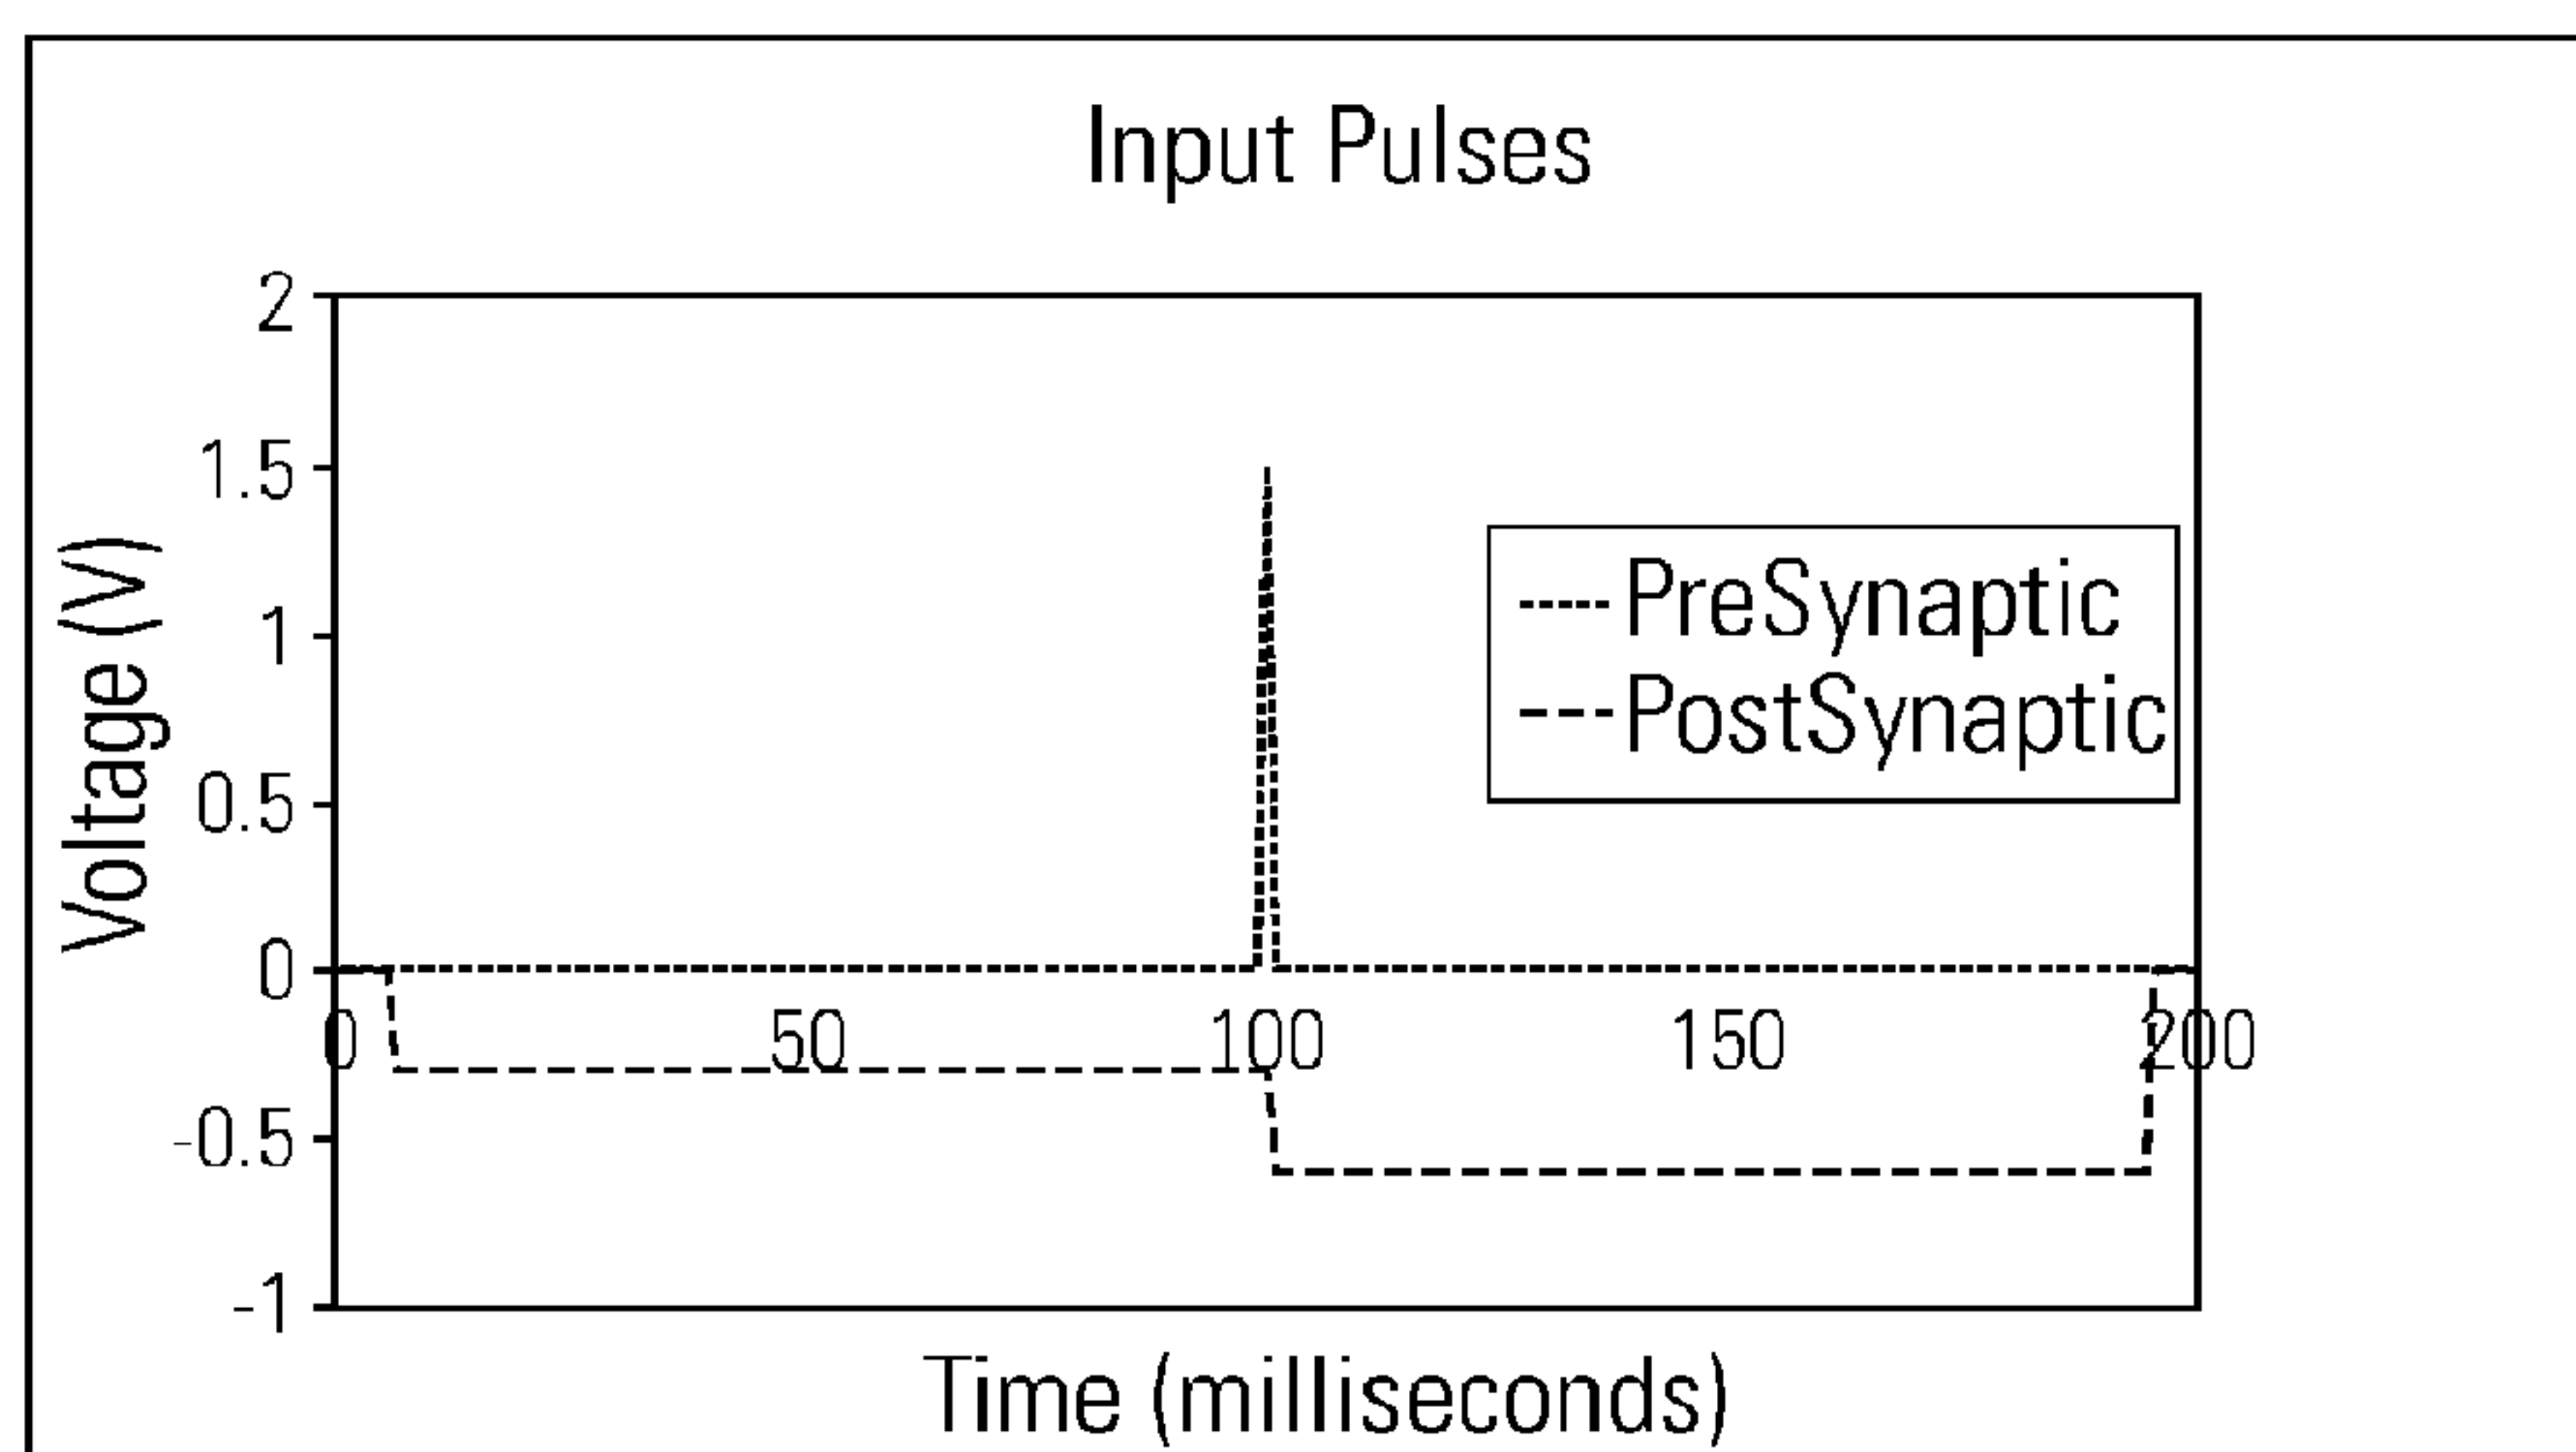 Input Pulses
2
1.5
1
0.5
0
-0.5
-1
Voltage (V)
PreSynaptic
PostSynaptic
0 50 100 150 200
Time (milliseconds)